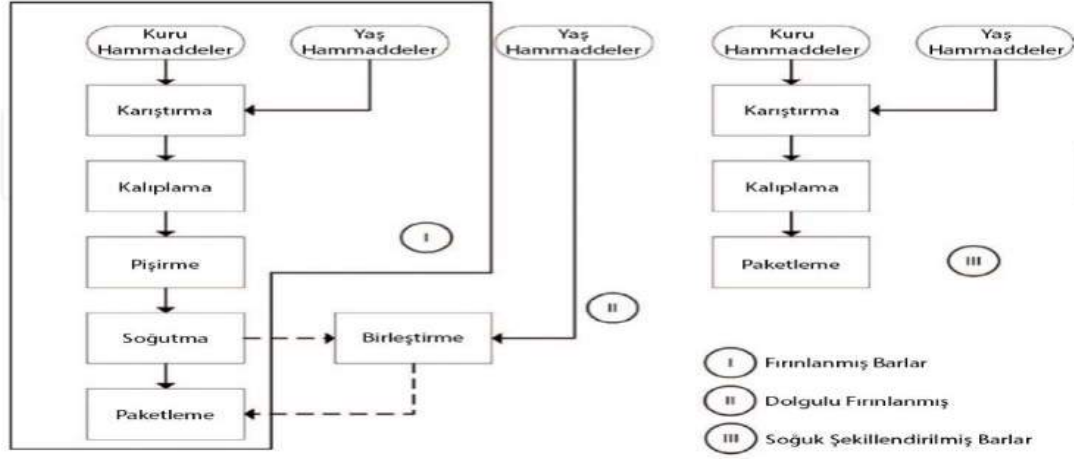 Kuru
Hammaddeler
Yaş
Hammaddeler
Yaş
Hammaddeler
Karıştırma
Kalıplama
Pişirme
I
Soğutma
Birleştirme
II
Paketleme
Kuru
Hammaddeler
Yaş
Hammaddeler
Karıştırma
Kalıplama
Paketleme
III
I Fırınlanmış Barlar
II Dolgulu Fırınlanmış
III Soğuk Şekillendirilmiş Barlar